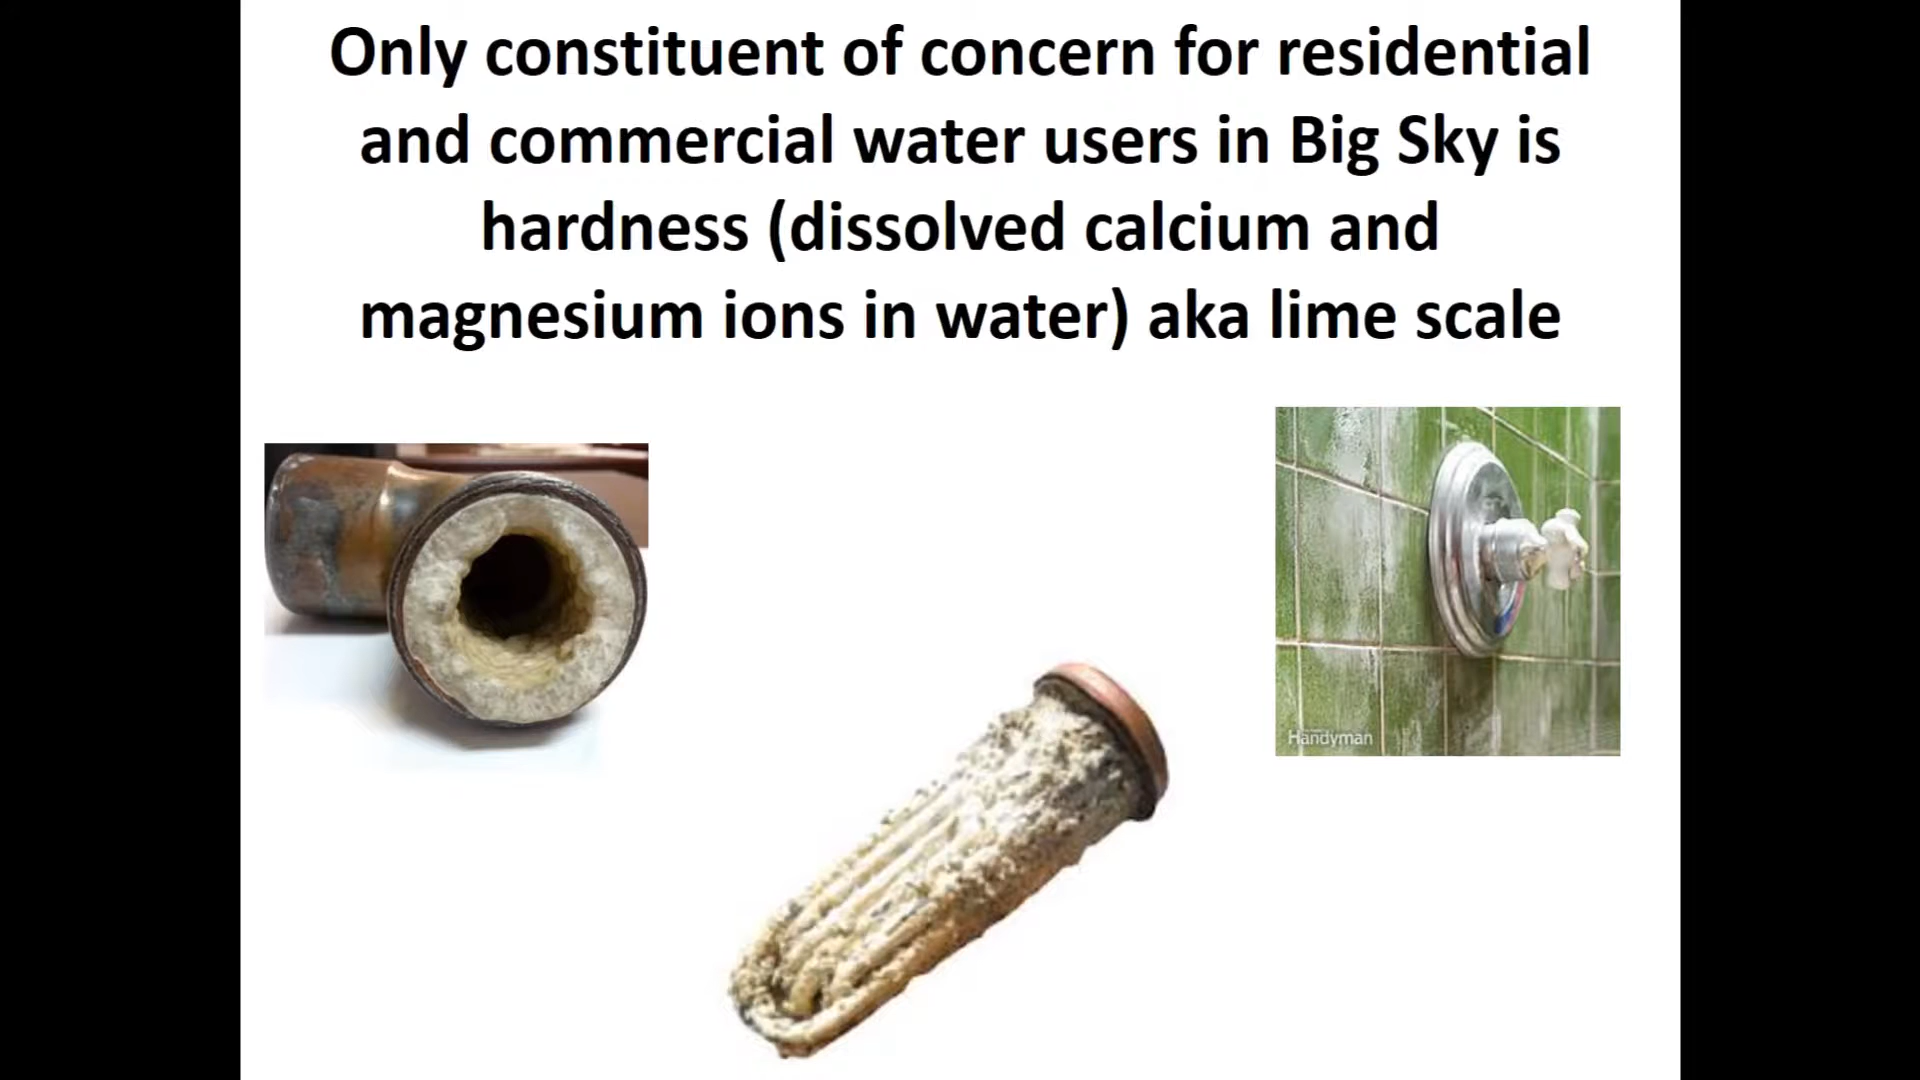 Only constituent of concern for residential
and commercial water users in Big Sky is
hardness (dissolved calcium and
magnesium ions in water) aka lime scale
Handyman